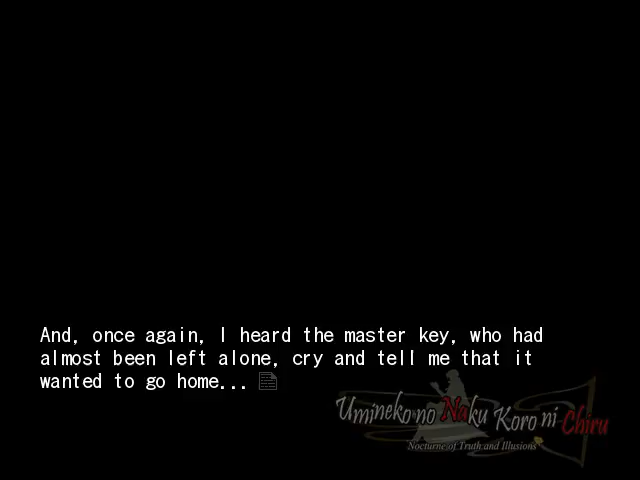 And, once again, I heard the master key, who had
almost been left alone, cry and tell me that it
wanted to go home...
Umineko no Naku Koro ni Chiru
Nocturne of Truth and Illusions